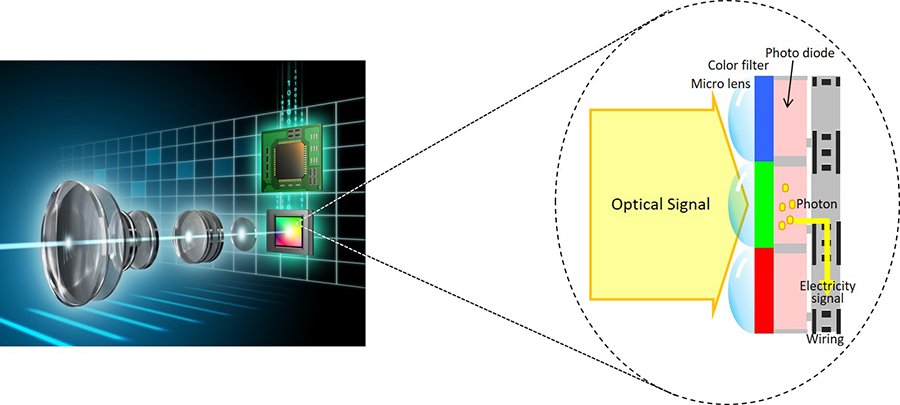 Photo diode
Color filter
Micro lens
Optical Signal
Photon
Electricity
signal
Wiring